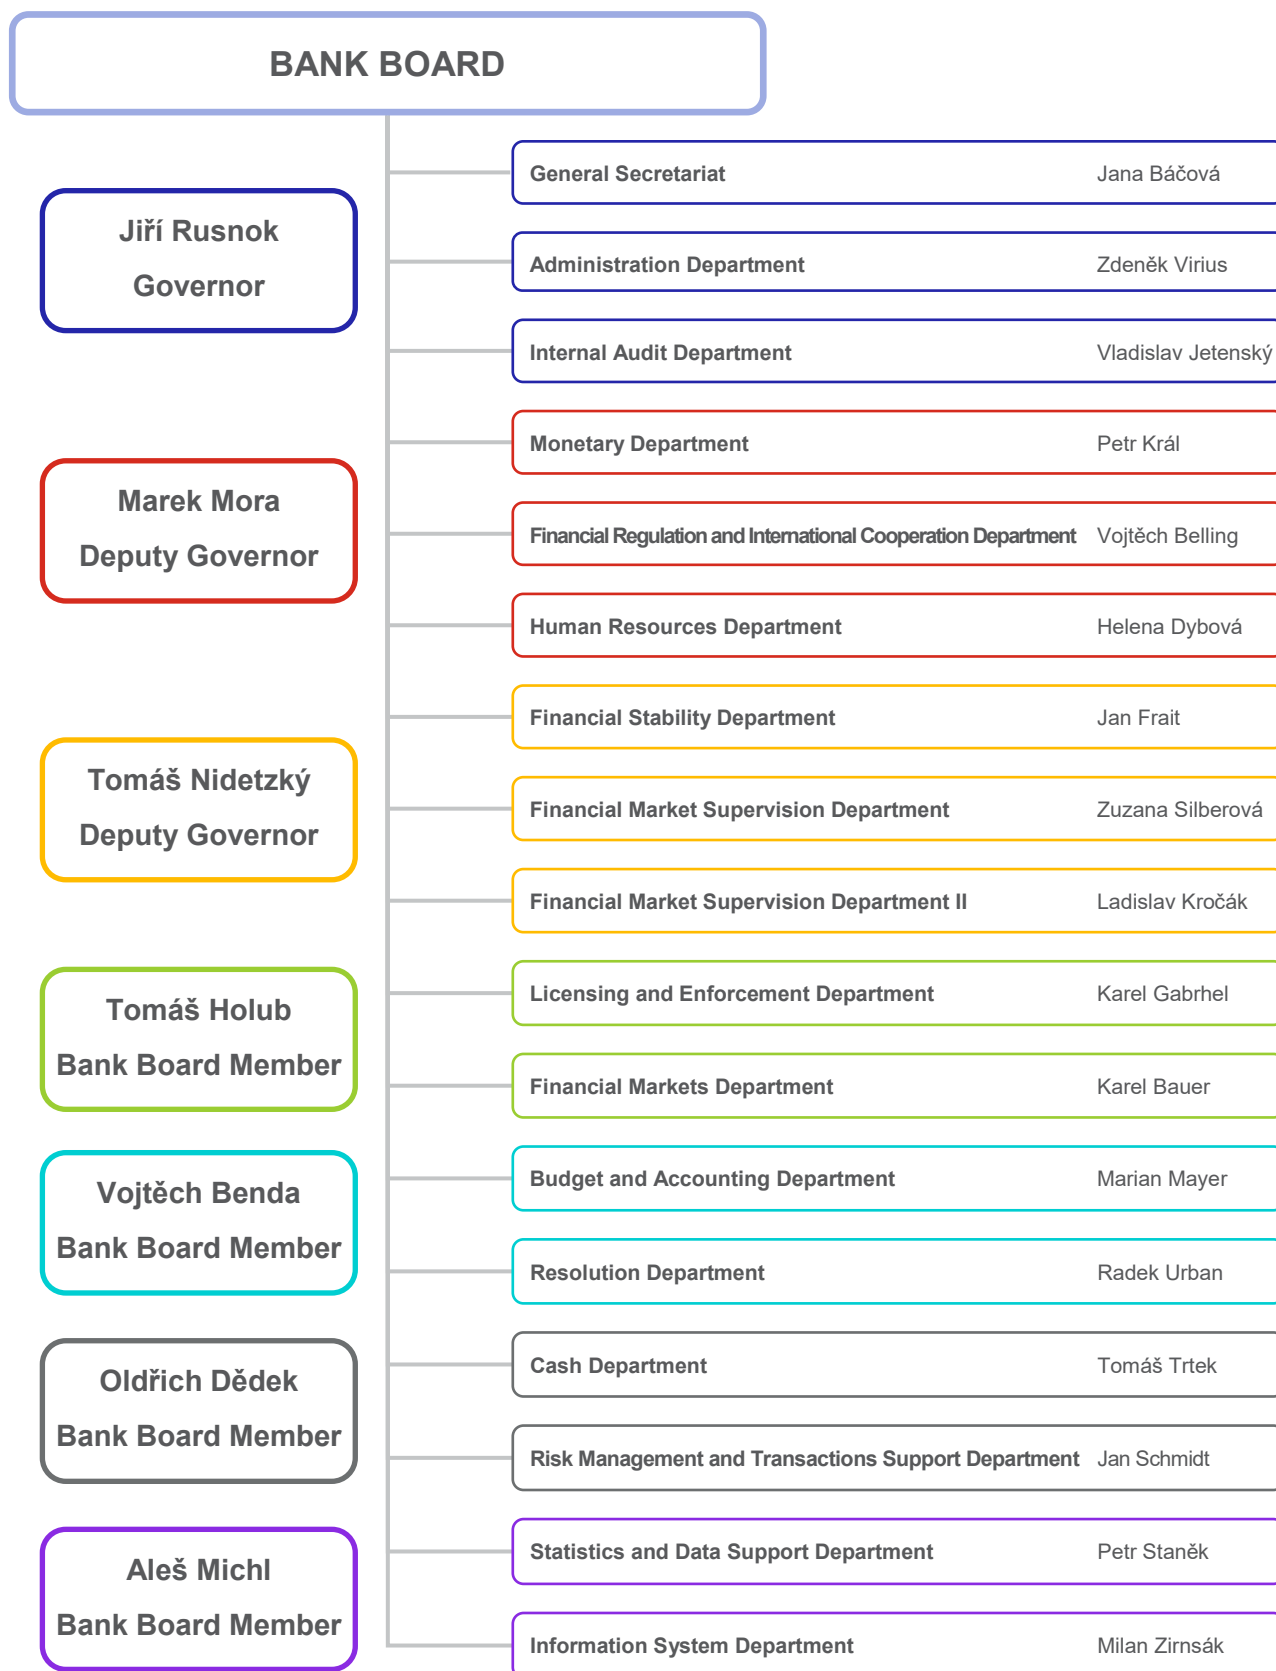 BANK BOARD
General Secretariat Jana Báčová
Jiří Rusnok
Governor
Administration Department Zdeněk Virius
Internal Audit Department Vladislav Jetenský
Monetary Department Petr Král
Marek Mora
Deputy Governor
Financial Regulation and International Cooperation Department Vojtěch Belling
Human Resources Department Helena Dybová
Financial Stability Department Jan Frait
Tomáš Nidetzký
Deputy Governor
Financial Market Supervision Department Zuzana Silberová
Financial Market Supervision Department II Ladislav Kročák
Tomáš Holub
Bank Board Member
Licensing and Enforcement Department Karel Gabrhel
Financial Markets Department Karel Bauer
Vojtěch Benda
Bank Board Member
Budget and Accounting Department Marian Mayer
Resolution Department Radek Urban
Oldřich Dědek
Bank Board Member
Cash Department Tomáš Trtek
Risk Management and Transactions Support Department Jan Schmidt
Aleš Michl
Bank Board Member
Statistics and Data Support Department Petr Staněk
Information System Department Milan Zirnsák